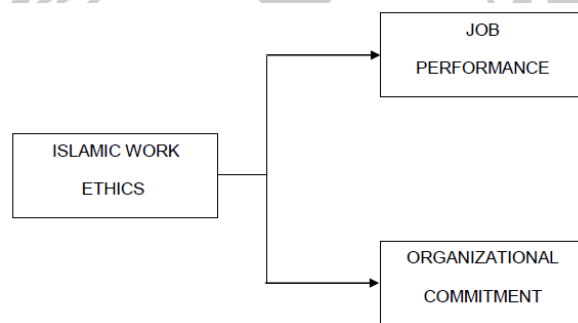 JOB
PERFORMANCE
ISLAMIC WORK
ETHICS
ORGANIZATIONAL
COMMITMENT